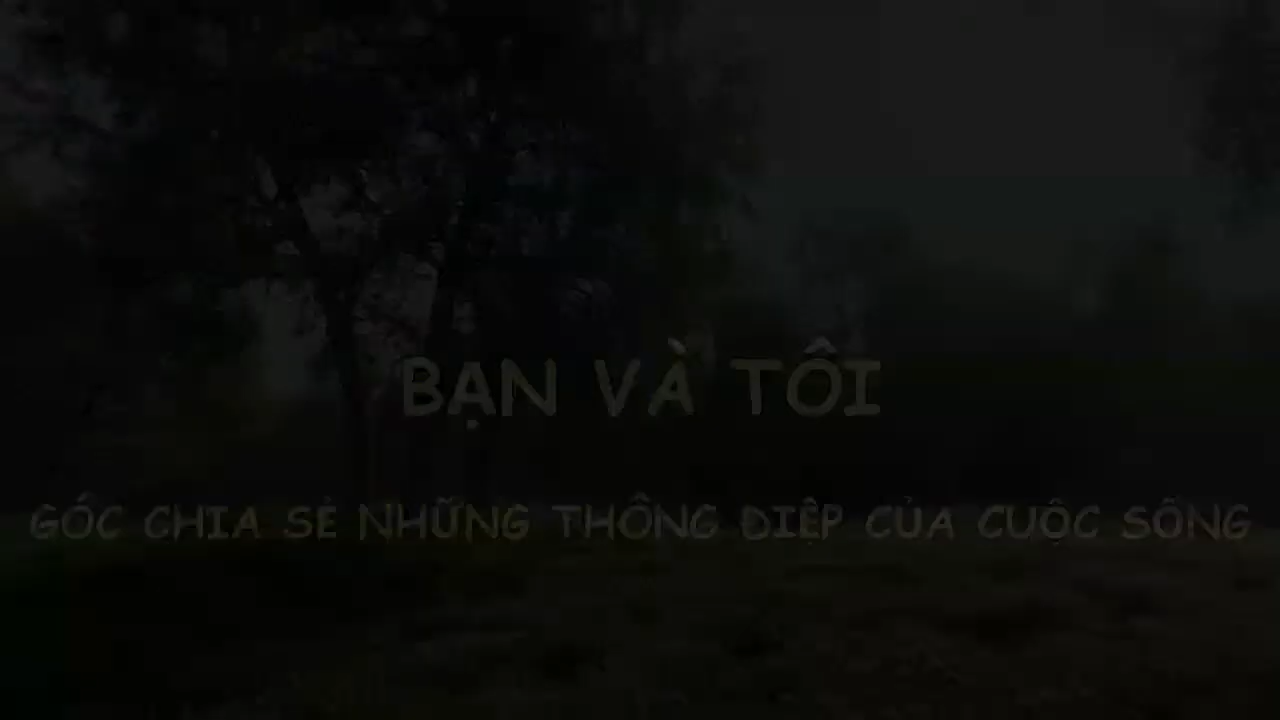 BẠN VÀ TÔI
GÓC CHIA SẺ NHỮNG THÔNG ĐIỆP CỦA CUỘC SỐNG